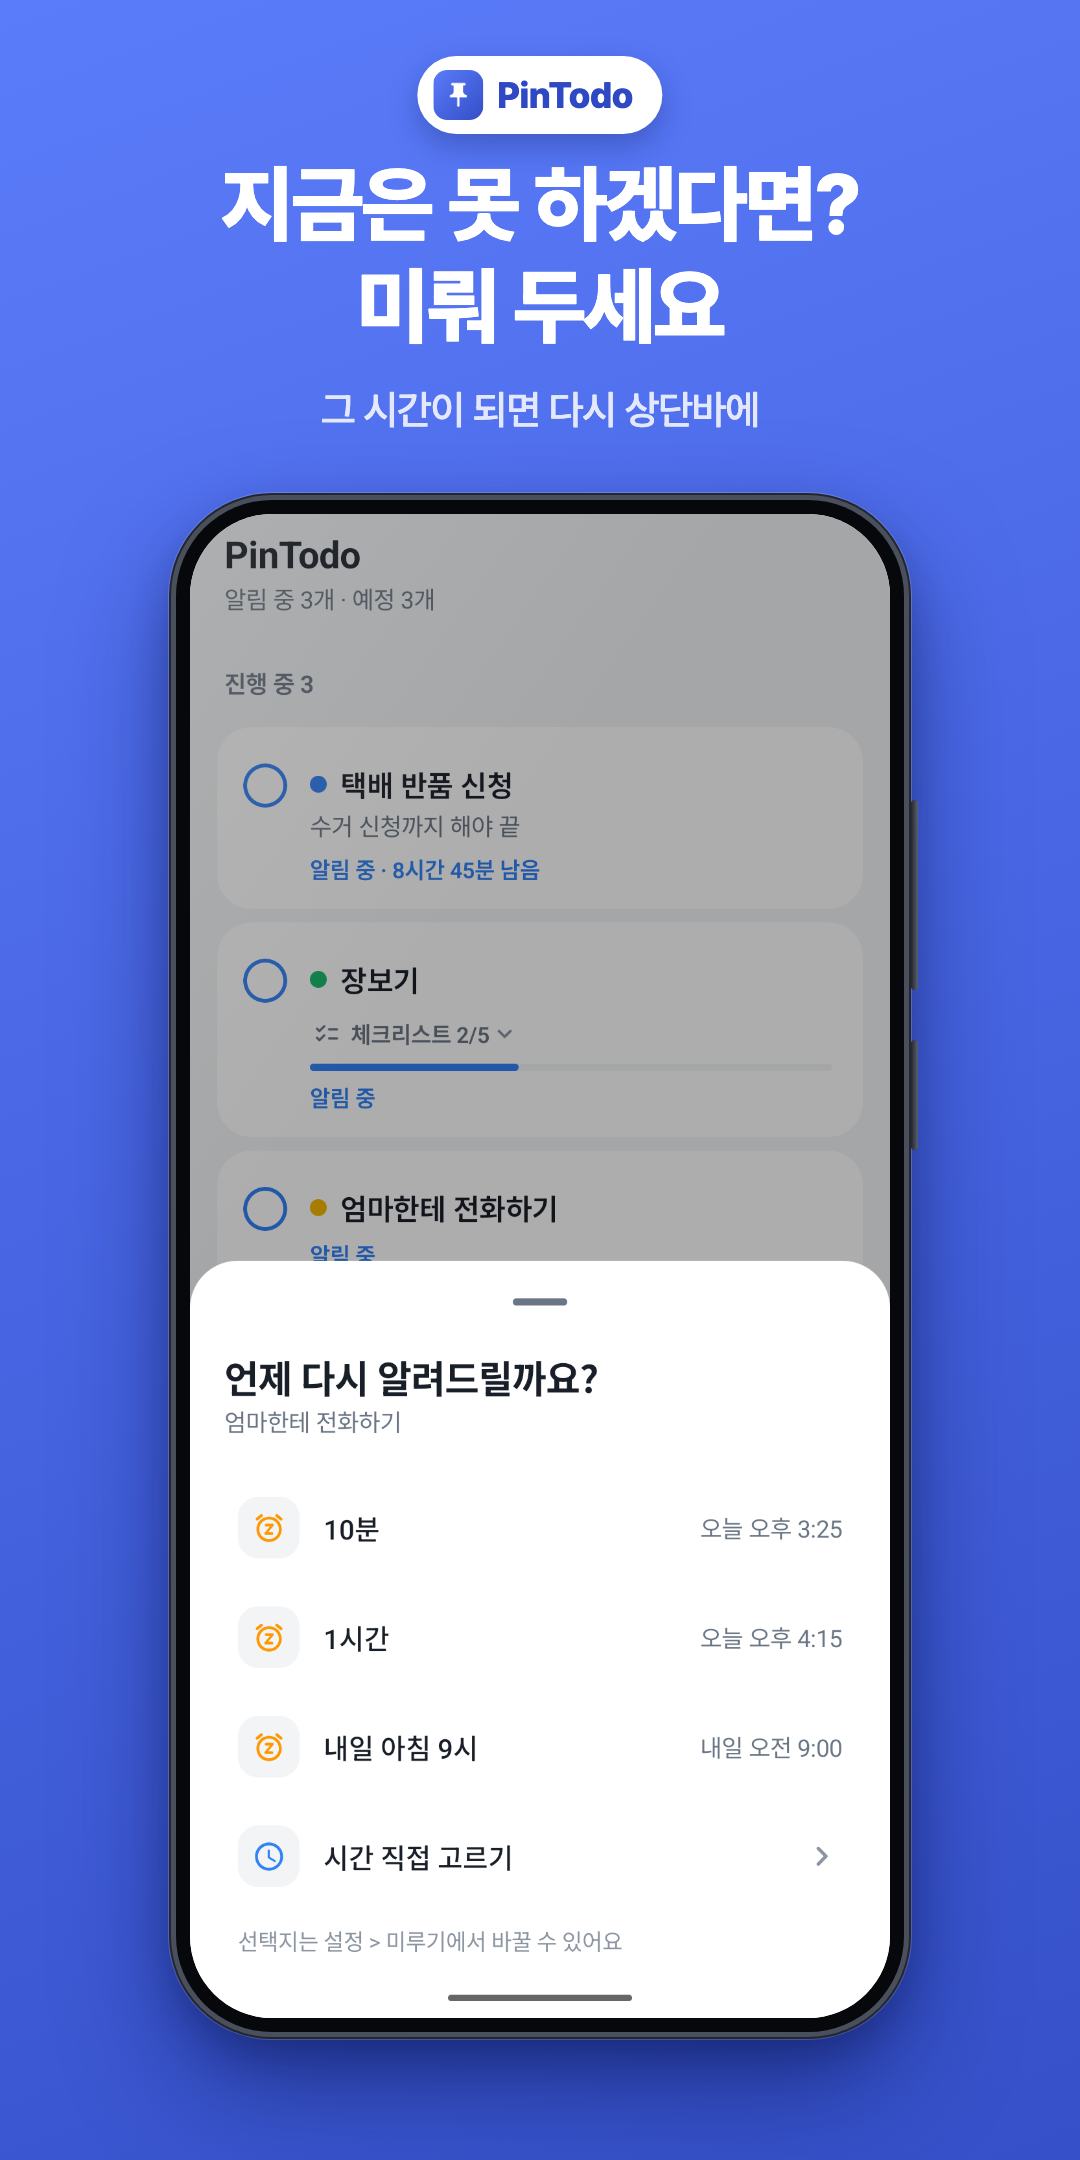 PinTodo
지금은 못 하겠다면?
미뤄 두세요
그 시간이 되면 다시 상단바에
PinTodo
알림 중 3개 · 예정 3개
진행 중 3
택배 반품 신청
수거 신청까지 해야 끝
알림 중 · 8시간 45분 남음
장보기
체크리스트 2/5
알림 중
엄마한테 전화하기
알림 중
언제 다시 알려드릴까요?
엄마한테 전화하기
10분 오늘 오후 3:25
1시간 오늘 오후 4:15
내일 아침 9시 내일 오전 9:00
시간 직접 고르기
선택지는 설정 > 미루기에서 바꿀 수 있어요